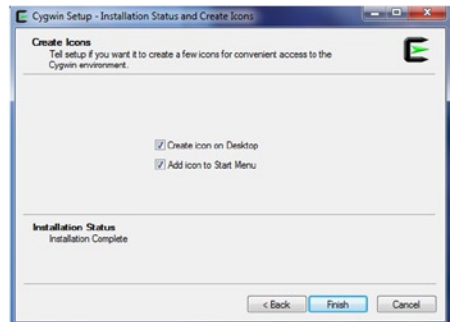 Cygwin Setup - Installation Status and Create Icons
Create Icons
Tell setup if you want it to create a few icons for convenient access to the
Cygwin environment.
Create icon on Desktop
Add icon to Start Menu
Installation Status
Installation Complete
< Back
Finish
Cancel